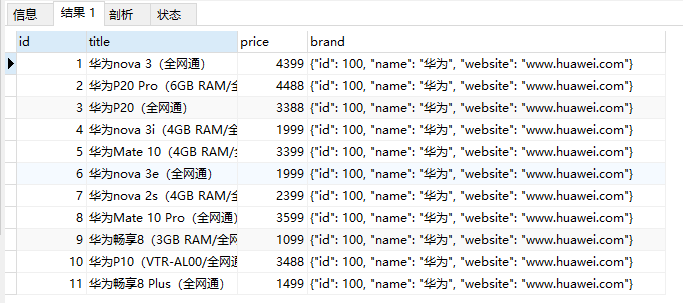 信息 结果 1 剖析 状态
id title price brand
1 华为nova 3（全网通） 4399 {"id": 100, "name": "华为", "website": "www.huawei.com"}
2 华为P20 Pro（6GB RAM/全 4488 {"id": 100, "name": "华为", "website": "www.huawei.com"}
3 华为P20（全网通） 3388 {"id": 100, "name": "华为", "website": "www.huawei.com"}
4 华为nova 3i（4GB RAM/全 1999 {"id": 100, "name": "华为", "website": "www.huawei.com"}
5 华为Mate 10（4GB RAM/全 3399 {"id": 100, "name": "华为", "website": "www.huawei.com"}
6 华为nova 3e（全网通） 1999 {"id": 100, "name": "华为", "website": "www.huawei.com"}
7 华为nova 2s（4GB RAM/全 2399 {"id": 100, "name": "华为", "website": "www.huawei.com"}
8 华为Mate 10 Pro（全网通） 3599 {"id": 100, "name": "华为", "website": "www.huawei.com"}
9 华为畅享8（3GB RAM/全网 1099 {"id": 100, "name": "华为", "website": "www.huawei.com"}
10 华为P10（VTR-AL00/全网通 3488 {"id": 100, "name": "华为", "website": "www.huawei.com"}
11 华为畅享8 Plus（全网通） 1499 {"id": 100, "name": "华为", "website": "www.huawei.com"}